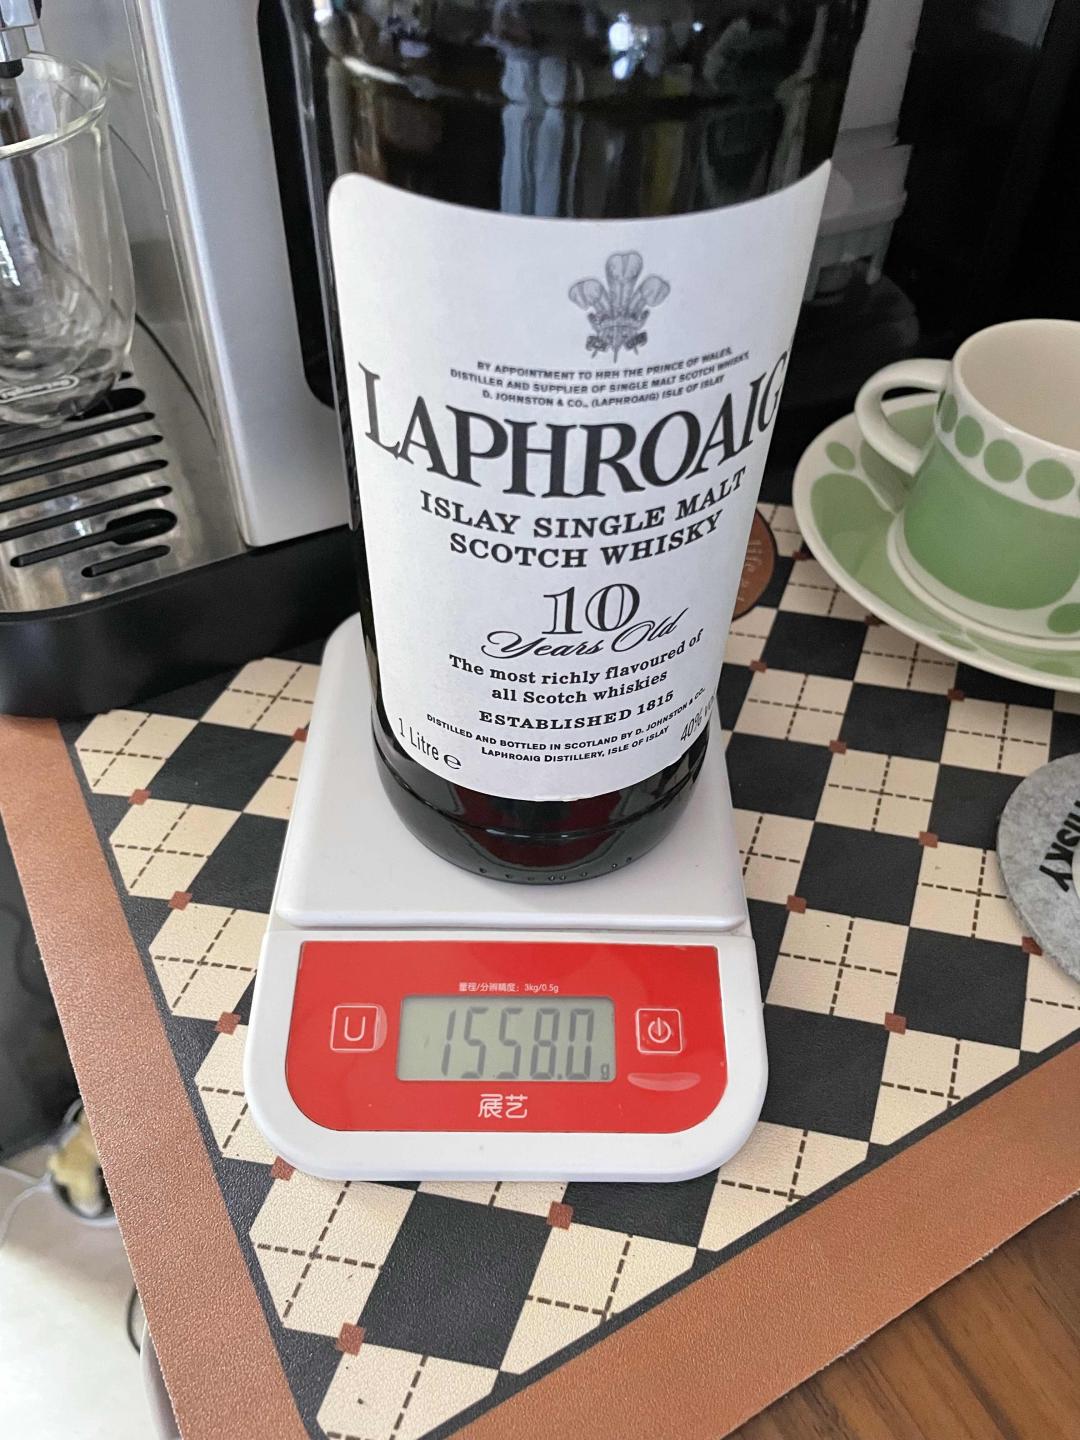 BY APPOINTMENT TO HRH THE PRINCE OF WALES,
DISTILLER AND SUPPLIER OF SINGLE MALT SCOTCH WHISKY,
D. JOHNSTON & CO., (LAPHROAIG) ISLE OF ISLAY
LAPHROAIG
ISLAY SINGLE MALT
SCOTCH WHISKY
10
Years Old
The most richly flavoured of
all Scotch whiskies
ESTABLISHED 1815
DISTILLED AND BOTTLED IN SCOTLAND BY D. JOHNSTON & CO.,
LAPHROAIG DISTILLERY, ISLE OF ISLAY
1 Litre ℮
40%
量程/分辨精度：3kg/0.5g
U
1558.0 g
展艺